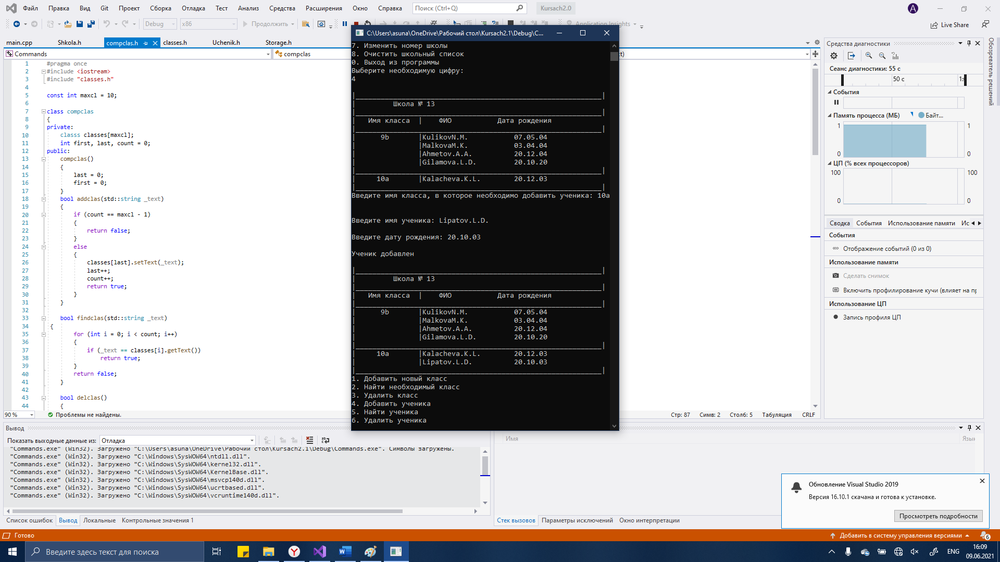 Файл Правка Вид Git Проект Сборка Отладка Тест Анализ Средства Расширения Окно Справка Поиск (Ctrl+Q) Kursach2.0 A
Debug x86 Продолжить Application Insights Live Share
main.cpp Shkola.h compclas.h classes.h Uchenik.h Storage.h
Commands compclas
1 #pragma once
2 #include <iostream>
3 #include "classes.h"
4
5 const int maxcl = 10;
6
7 class compclas
8 {
9 private:
10 classs classes[maxcl];
11 int first, last, count = 0;
12 public:
13 compclas()
14 {
15 last = 0;
16 first = 0;
17 }
18 bool addclas(std::string _text)
19 {
20 if (count == maxcl - 1)
21 {
22 return false;
23 }
24 else
25 {
26 classes[last].setText(_text);
27 last++;
28 count++;
29 return true;
30 }
31 }
32
33 bool findclas(std::string _text)
34 {
35 for (int i = 0; i < count; i++)
36 {
37 if (_text == classes[i].getText())
38 return true;
39 }
40 return false;
41 }
42
43 bool delclas()
44 {
90 % Проблемы не найдены. Стр: 87 Симв: 2 Столб: 5 Табуляция CRLF
C:\Users\asuna\OneDrive\Рабочий стол\Kursach2.1\Debug\C...
7. Изменить номер школы
8. Очистить школьный список
0. Выход из программы
Выберите необходимую цифру:
4
Школа № 13
Имя класса | ФИО Дата рождения
9b |KulikovN.M. 07.05.04
|MalkovaM.K. 03.04.04
|Ahmetov.A.A. 20.12.04
|Gilamova.L.D. 20.10.20
10a |Kalacheva.K.L. 20.12.03
Введите имя класса, в которое необходимо добавить ученика: 10a
Введите имя ученика: Lipatov.L.D.
Введите дату рождения: 20.10.03
Ученик добавлен
Школа № 13
Имя класса | ФИО Дата рождения
9b |KulikovN.M. 07.05.04
|MalkovaM.K. 03.04.04
|Ahmetov.A.A. 20.12.04
|Gilamova.L.D. 20.10.20
10a |Kalacheva.K.L. 20.12.03
|Lipatov.L.D. 20.10.03
1. Добавить новый класс
2. Найти необходимый класс
3. Удалить класс
4. Добавить ученика
5. Найти ученика
6. Удалить ученика
Средства диагностики
Сеанс диагностики: 55 с
50 с
События
Память процесса (МБ) Байт...
1 1
0 0
ЦП (% всех процессоров)
100 100
0 0
Сводка События Использование памяти Ис
События
Отображение событий (0 из 0)
Использование памяти
Сделать снимок
Включить профилирование кучи (влияет на пр
Использование ЦП
Запись профиля ЦП
Обозреватель решений
Вывод
Показать выходные данные из: Отладка
"Commands.exe" (Win32). Загружено "C:\Users\asuna\OneDrive\Рабочий стол\Kursach2.1\Debug\Commands.exe". Символы загружены.
"Commands.exe" (Win32). Загружено "C:\Windows\SysWOW64\ntdll.dll".
"Commands.exe" (Win32). Загружено "C:\Windows\SysWOW64\kernel32.dll".
"Commands.exe" (Win32). Загружено "C:\Windows\SysWOW64\KernelBase.dll".
"Commands.exe" (Win32). Загружено "C:\Windows\SysWOW64\msvcp140d.dll".
"Commands.exe" (Win32). Загружено "C:\Windows\SysWOW64\ucrtbased.dll".
"Commands.exe" (Win32). Загружено "C:\Windows\SysWOW64\vcruntime140d.dll".
Список ошибок Вывод Локальные Контрольные значения 1
Имя Язык
Стек вызовов Параметры исключений Окно интерпретации
Обновление Visual Studio 2019
Версия 16.10.1 скачана и готова к установке.
Просмотреть подробности
Готово Добавить в систему управления версиями 6
Введите здесь текст для поиска ENG 16:09
09.06.2021